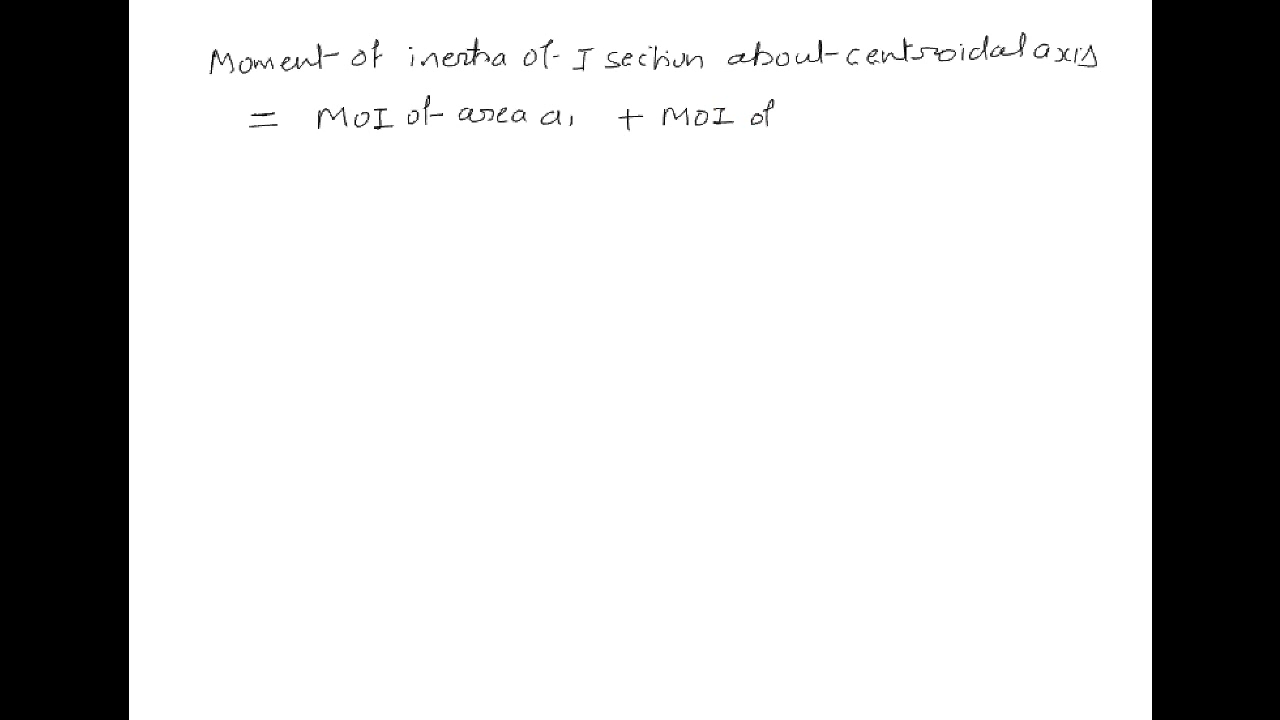 Moment of inertia of I section about centroidal axis
= MOI of area a₁ + MOI of